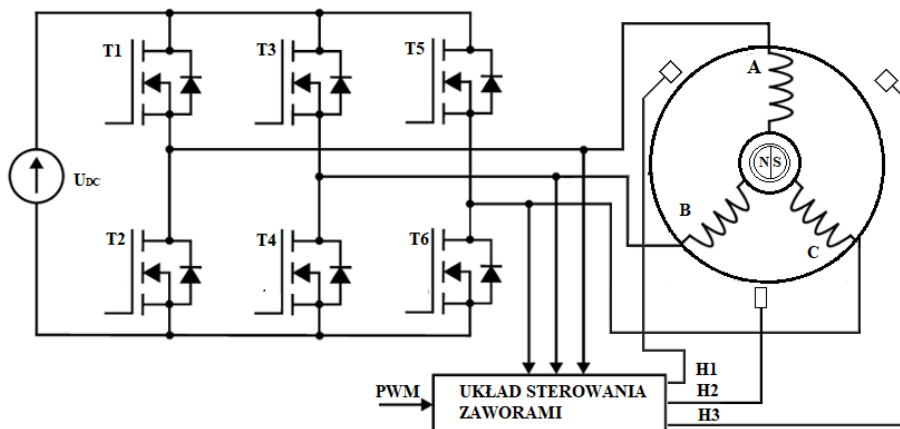 T1
T3
T5
A
N S
UDC
B
C
T2
T4
T6
H1
PWM
UKŁAD STEROWANIA
ZAWORAMI
H2
H3